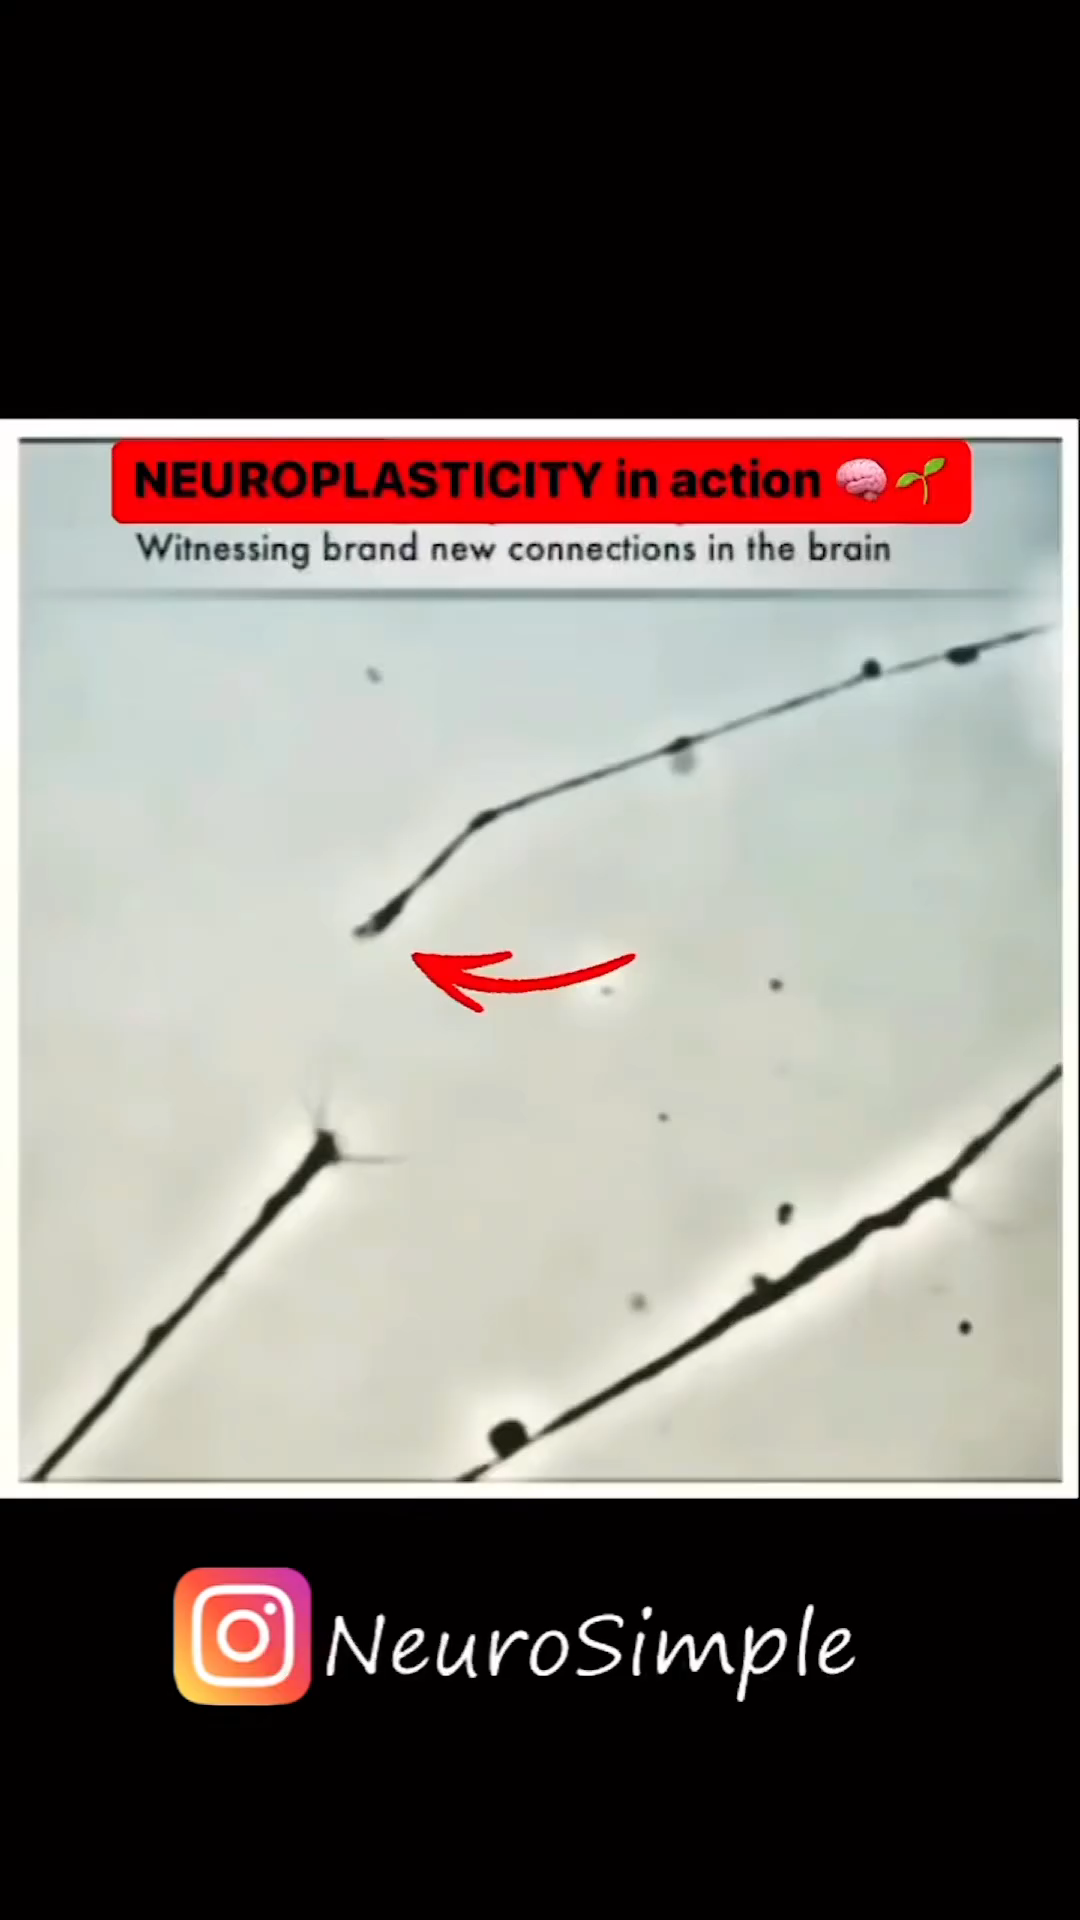 NEUROPLASTICITY in action 🧠🌱
Witnessing brand new connections in the brain
NeuroSimple